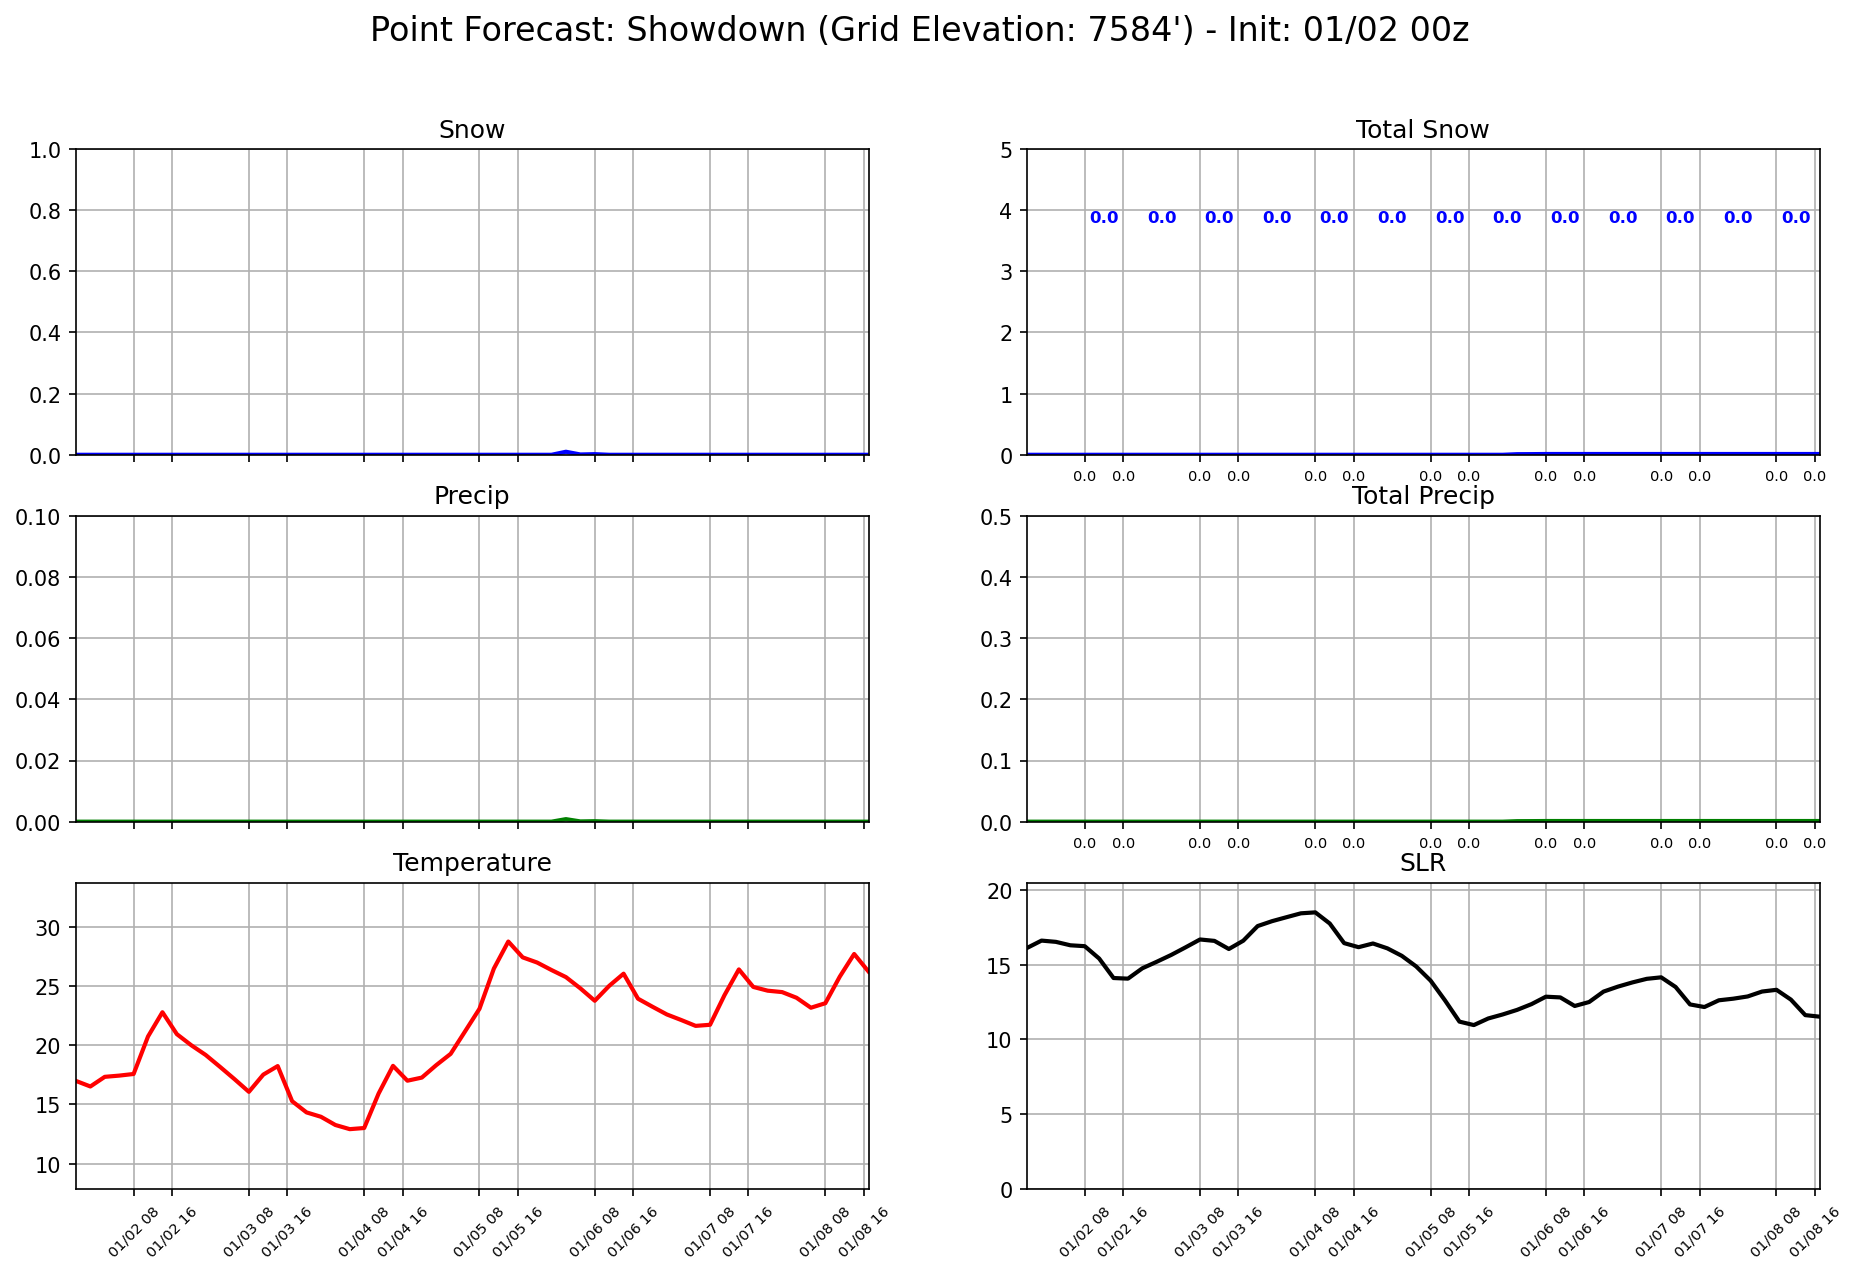 Point Forecast: Showdown (Grid Elevation: 7584') - Init: 01/02 00z
Snow
1.0
0.8
0.6
0.4
0.2
0.0
Total Snow
5
4
3
2
1
0
0.0 0.0 0.0 0.0 0.0 0.0 0.0 0.0 0.0 0.0 0.0 0.0 0.0
0.0 0.0 0.0 0.0 0.0 0.0 0.0 0.0 0.0 0.0 0.0 0.0 0.0 0.0
Precip
0.10
0.08
0.06
0.04
0.02
0.00
Total Precip
0.5
0.4
0.3
0.2
0.1
0.0
0.0 0.0 0.0 0.0 0.0 0.0 0.0 0.0 0.0 0.0 0.0 0.0 0.0 0.0
Temperature
30
25
20
15
10
01/02 08 01/02 16 01/03 08 01/03 16 01/04 08 01/04 16 01/05 08 01/05 16 01/06 08 01/06 16 01/07 08 01/07 16 01/08 08 01/08 16
SLR
20
15
10
5
0
01/02 08 01/02 16 01/03 08 01/03 16 01/04 08 01/04 16 01/05 08 01/05 16 01/06 08 01/06 16 01/07 08 01/07 16 01/08 08 01/08 16